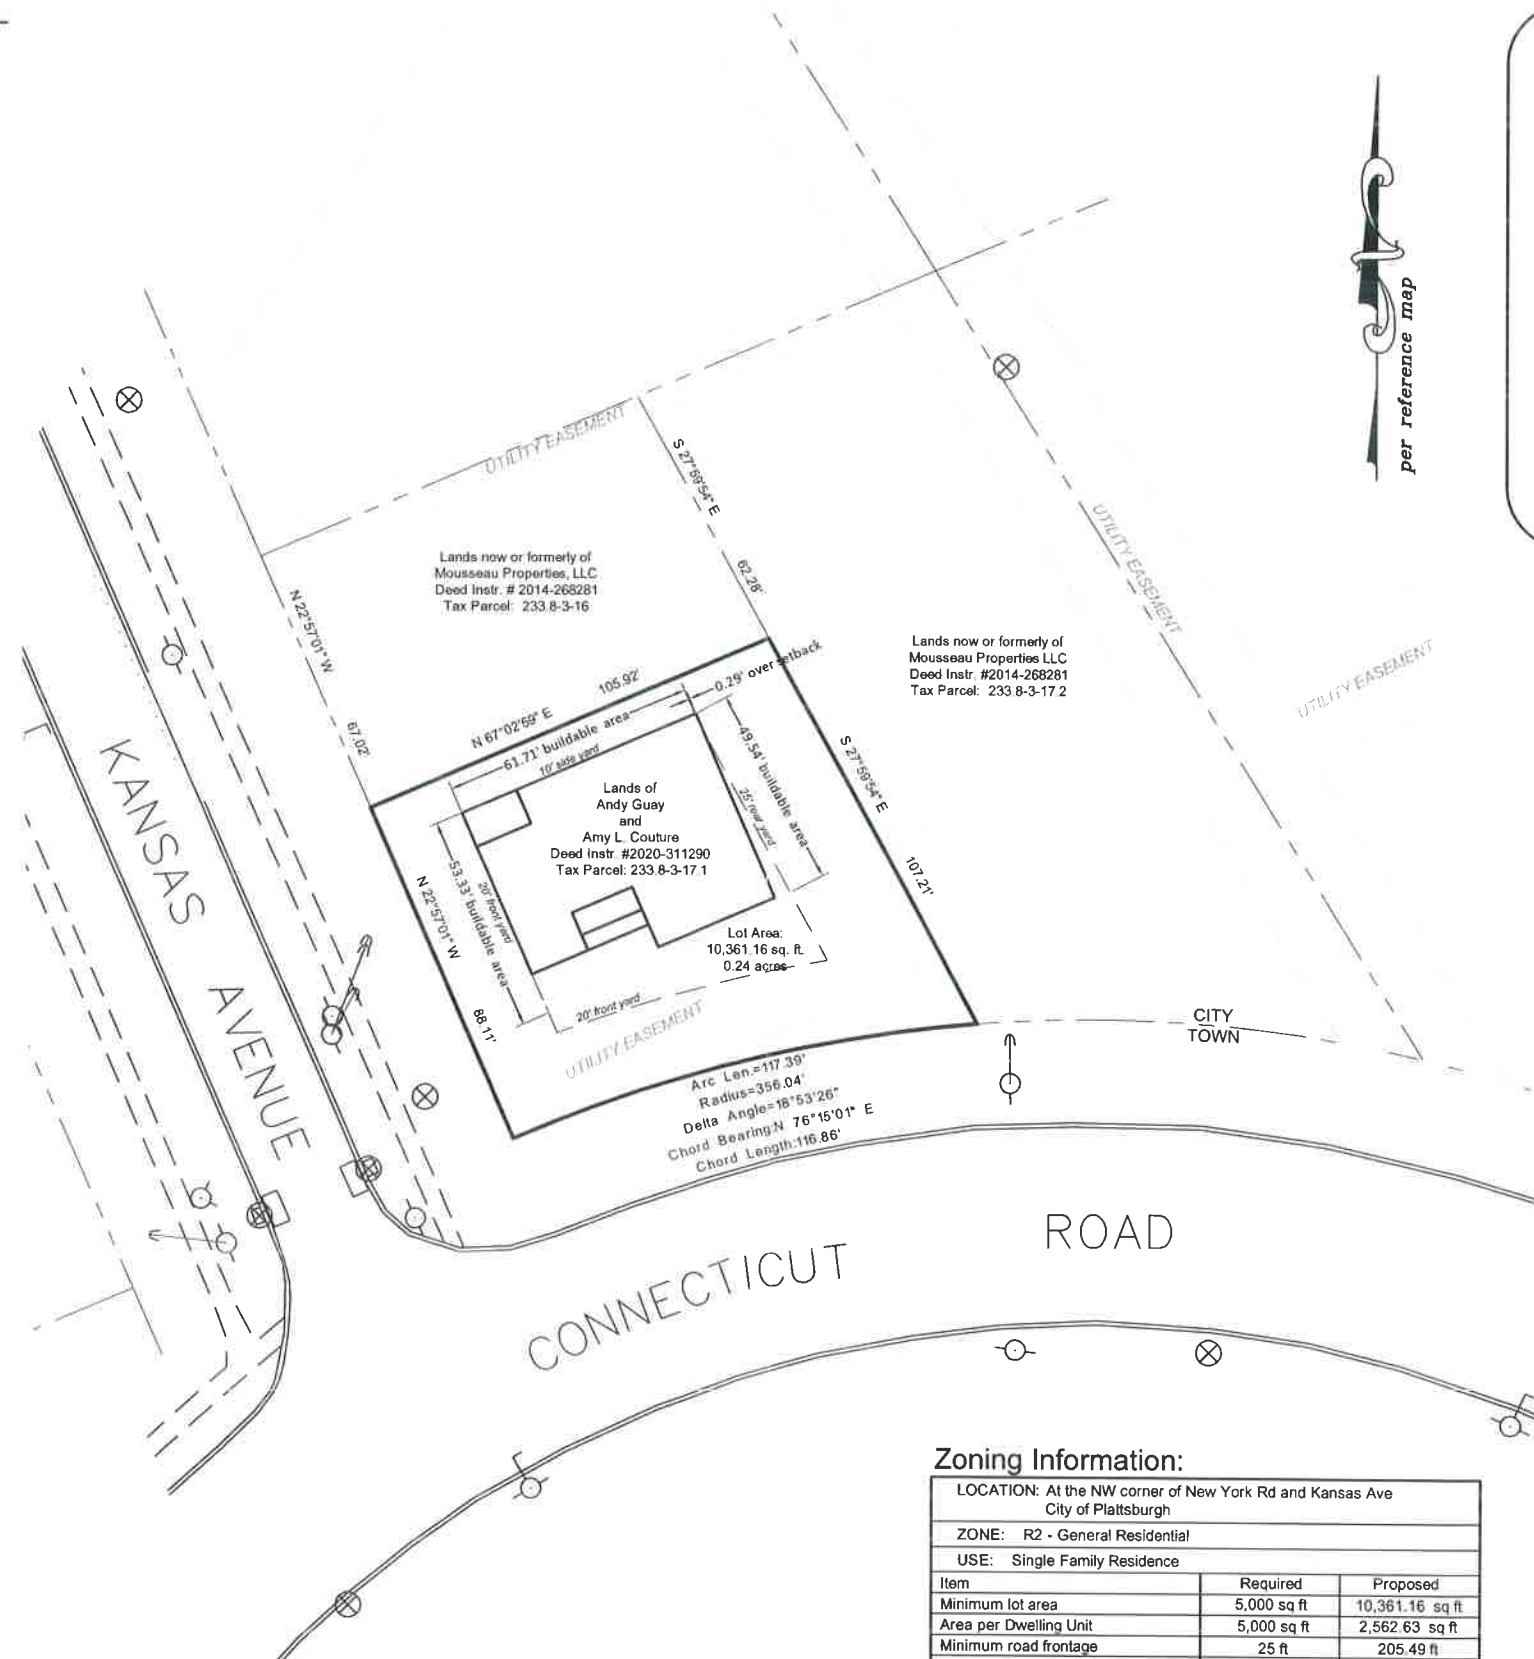 per reference map
UTILITY EASEMENT
S 27°59'54" E
62.28'
UTILITY EASEMENT
UTILITY EASEMENT
Lands now or formerly of
Mousseau Properties, LLC
Deed Instr. # 2014-268281
Tax Parcel: 233.8-3-16
N 22°57'01" W
67.02'
Lands now or formerly of
Mousseau Properties LLC
Deed Instr. #2014-268281
Tax Parcel: 233.8-3-17.2
105.92'
N 67°02'59" E
0.29' over setback
61.71' buildable area
10' side yard
49.54' buildable area
25' rear yard
S 27°59'54" E
107.21'
Lands of
Andy Guay
and
Amy L. Couture
Deed Instr. #2020-311290
Tax Parcel: 233.8-3-17.1
53.33' buildable area
20' front yard
N 22°57'01" W
88.11'
Lot Area:
10,361.16 sq. ft.
0.24 acres
20' front yard
UTILITY EASEMENT
CITY
TOWN
Arc Len.=117.39'
Radius=356.04'
Delta Angle=18°53'26"
Chord Bearing:N 76°15'01" E
Chord Length:116.86'
KANSAS AVENUE
CONNECTICUT ROAD
Zoning Information:
LOCATION: At the NW corner of New York Rd and Kansas Ave
City of Plattsburgh
ZONE: R2 - General Residential
USE: Single Family Residence
Item Required Proposed
Minimum lot area 5,000 sq ft 10,361.16 sq ft
Area per Dwelling Unit 5,000 sq ft 2,562.63 sq ft
Minimum road frontage 25 ft 205.49 ft